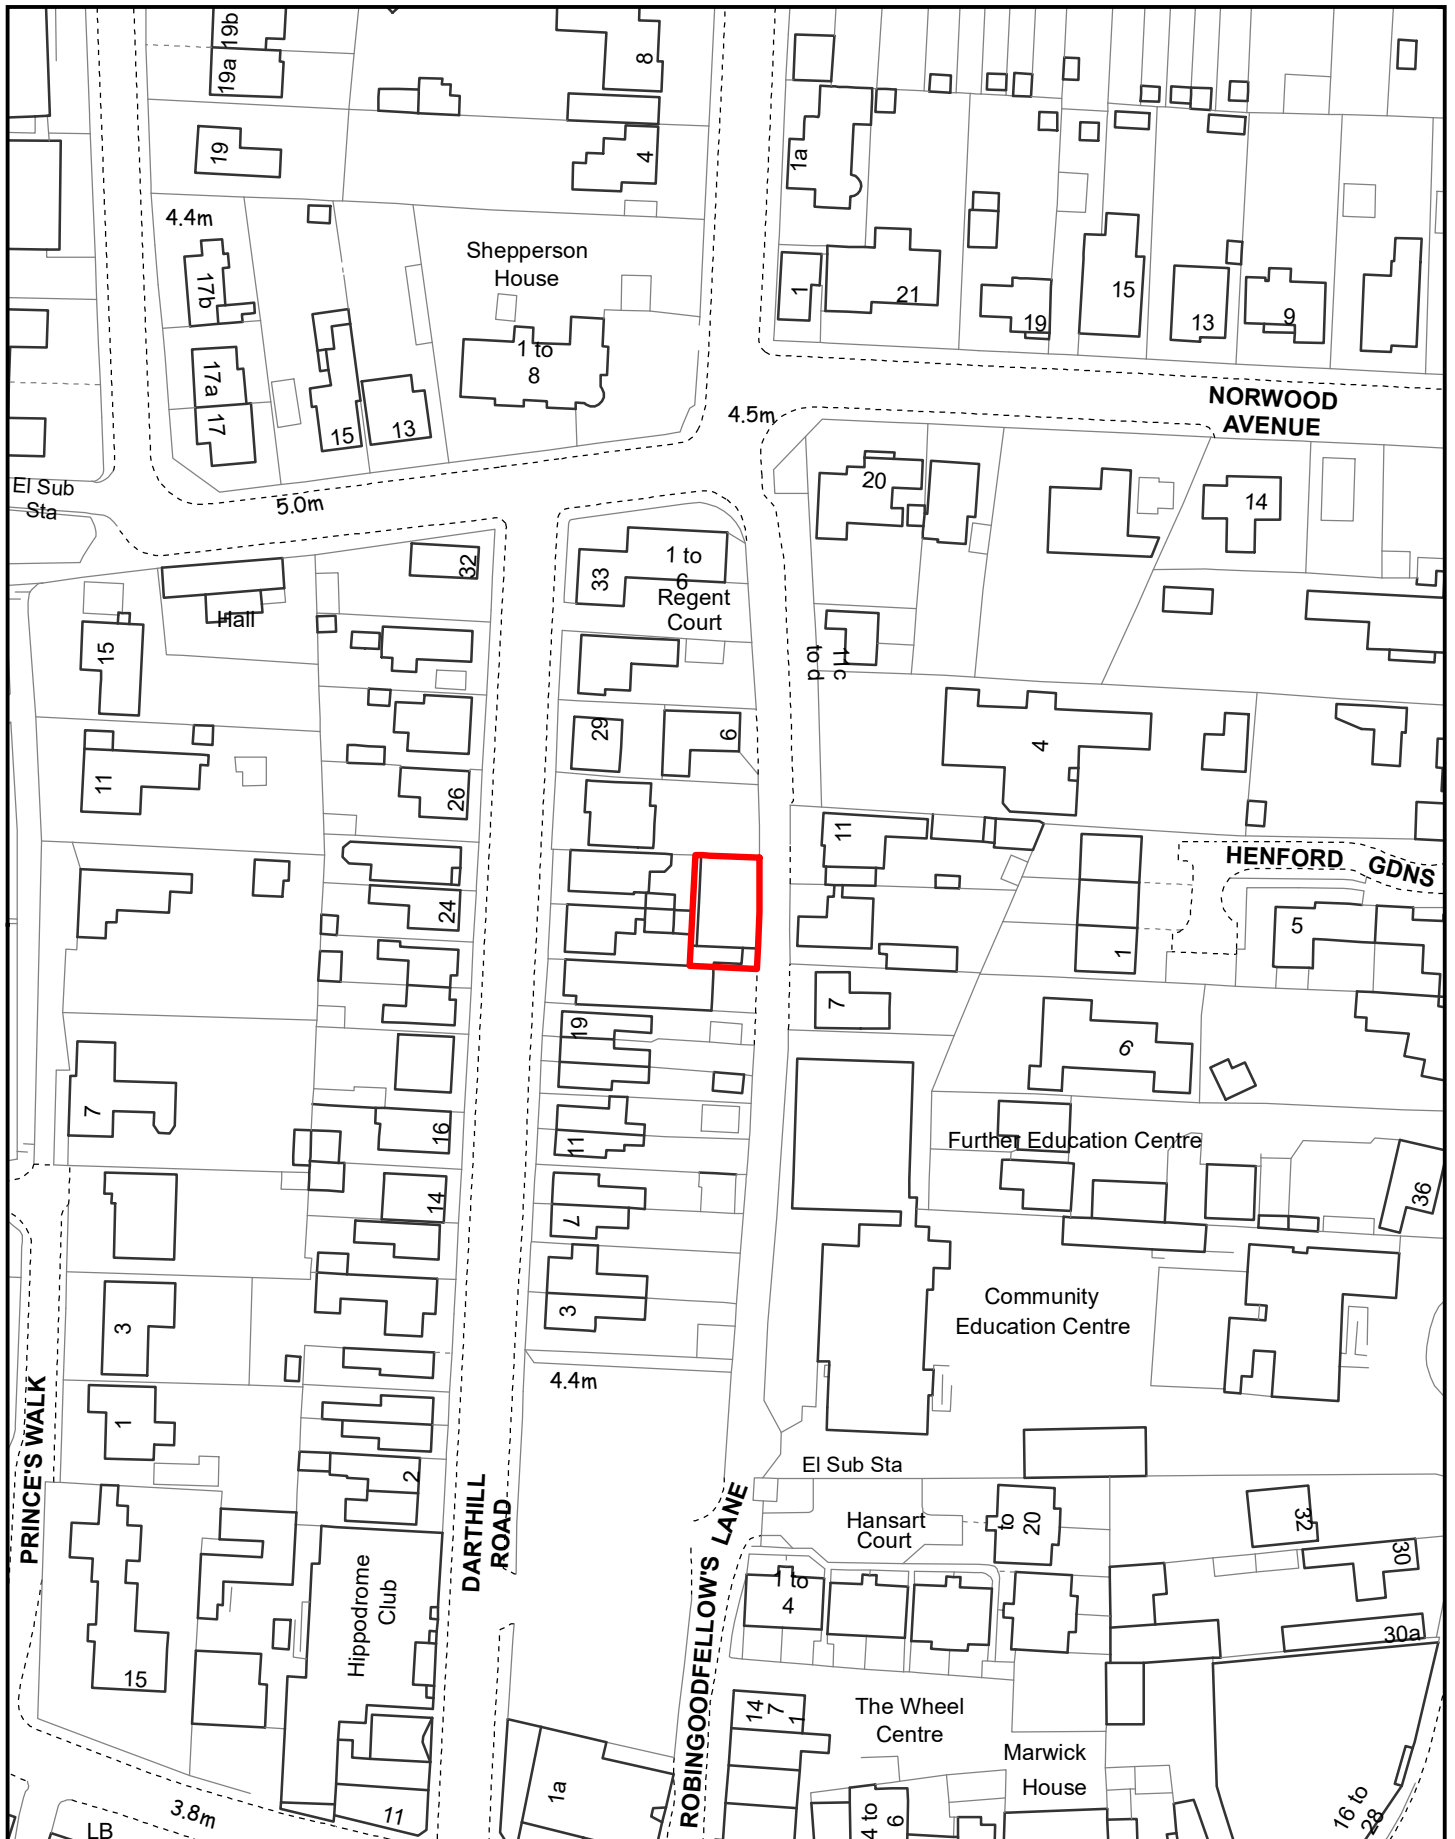 19b
19a
8
19
4
1a
4.4m
Shepperson
House
17b
1
21
15
19
13
9
1 to
8
17a
17
15
13
NORWOOD
AVENUE
4.5m
El Sub
Sta
5.0m
20
14
32
33
1 to
6
Regent
Court
Hall
15
29
6
4
11
26
11
HENFORD GDNS
24
5
1
7
19
6
7
16
11
Further Education Centre
36
14
7
3
3
Community
Education Centre
4.4m
1
PRINCE'S WALK
2
DARTHILL
ROAD
El Sub Sta
ROBINGOODFELLOW'S LANE
Hansart
Court
to
20
32
30
Hippodrome
Club
1 to
4
30a
15
14
7
1
The Wheel
Centre
Marwick
House
1a
3.8m
11
LB
4 to
6
16 to
28